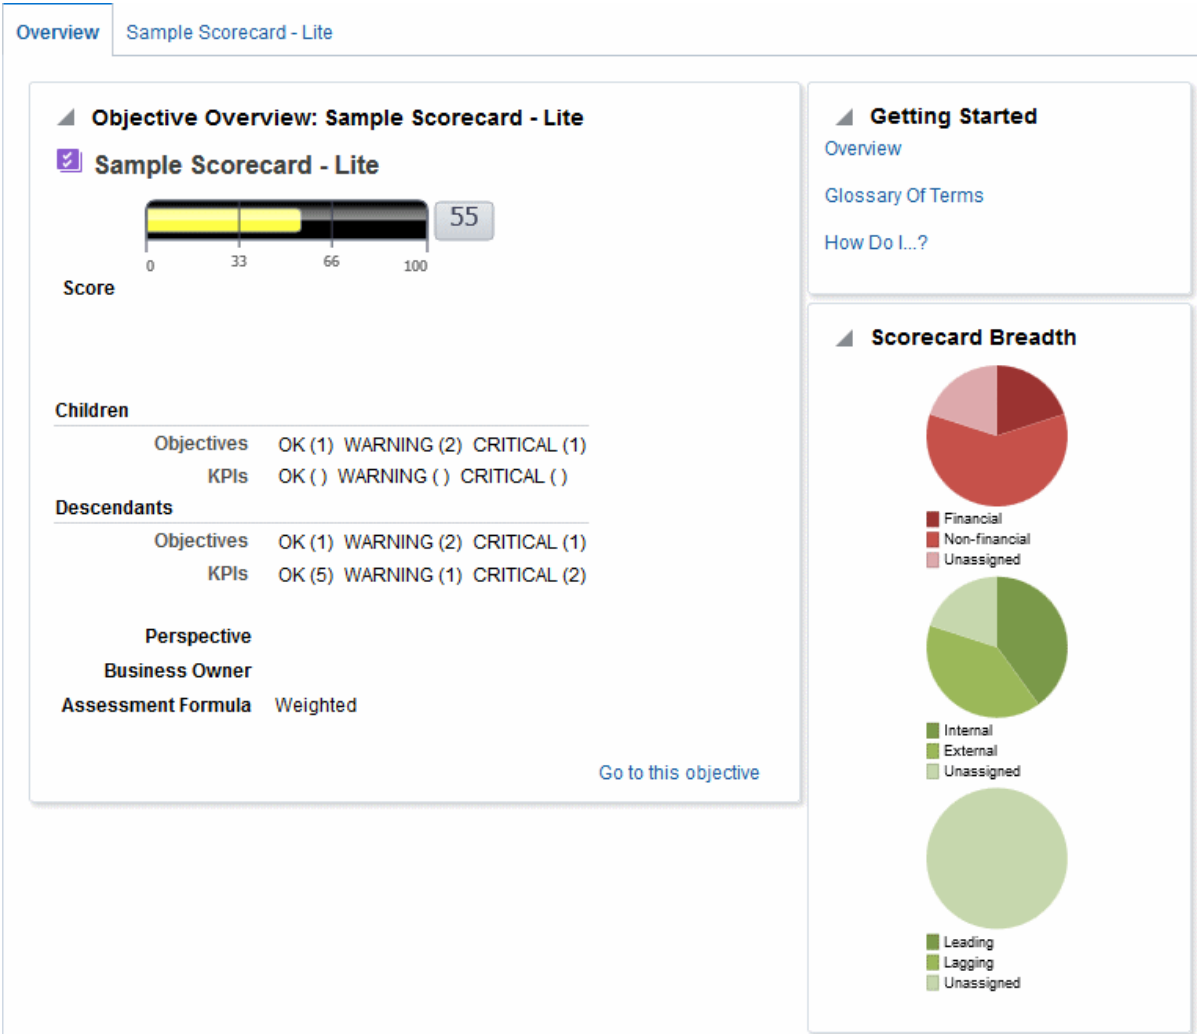 Overview Sample Scorecard - Lite
Objective Overview: Sample Scorecard - Lite
Sample Scorecard - Lite
55
0 33 66 100
Score
Children
Objectives OK (1) WARNING (2) CRITICAL (1)
KPIs OK ( ) WARNING ( ) CRITICAL ( )
Descendants
Objectives OK (1) WARNING (2) CRITICAL (1)
KPIs OK (5) WARNING (1) CRITICAL (2)
Perspective
Business Owner
Assessment Formula Weighted
Go to this objective
Getting Started
Overview
Glossary Of Terms
How Do I...?
Scorecard Breadth
Financial
Non-financial
Unassigned
Internal
External
Unassigned
Leading
Lagging
Unassigned